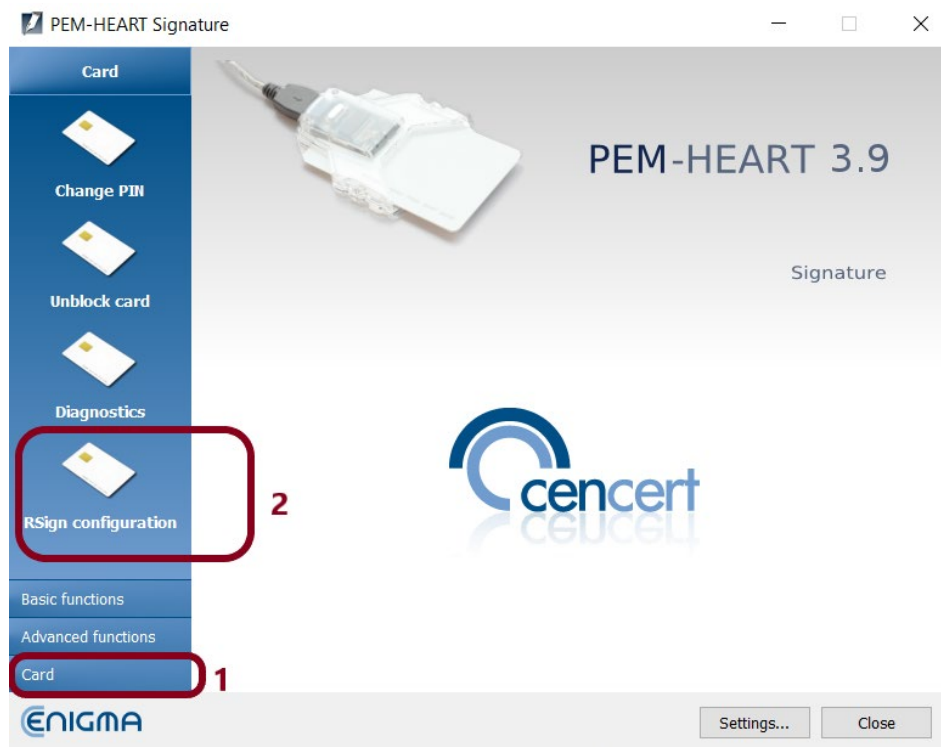 PEM-HEART Signature
Card
Change PIN
Unblock card
Diagnostics
RSign configuration
2
Basic functions
Advanced functions
Card
1
PEM-HEART 3.9
Signature
cencert
ENIGMA
Settings...
Close